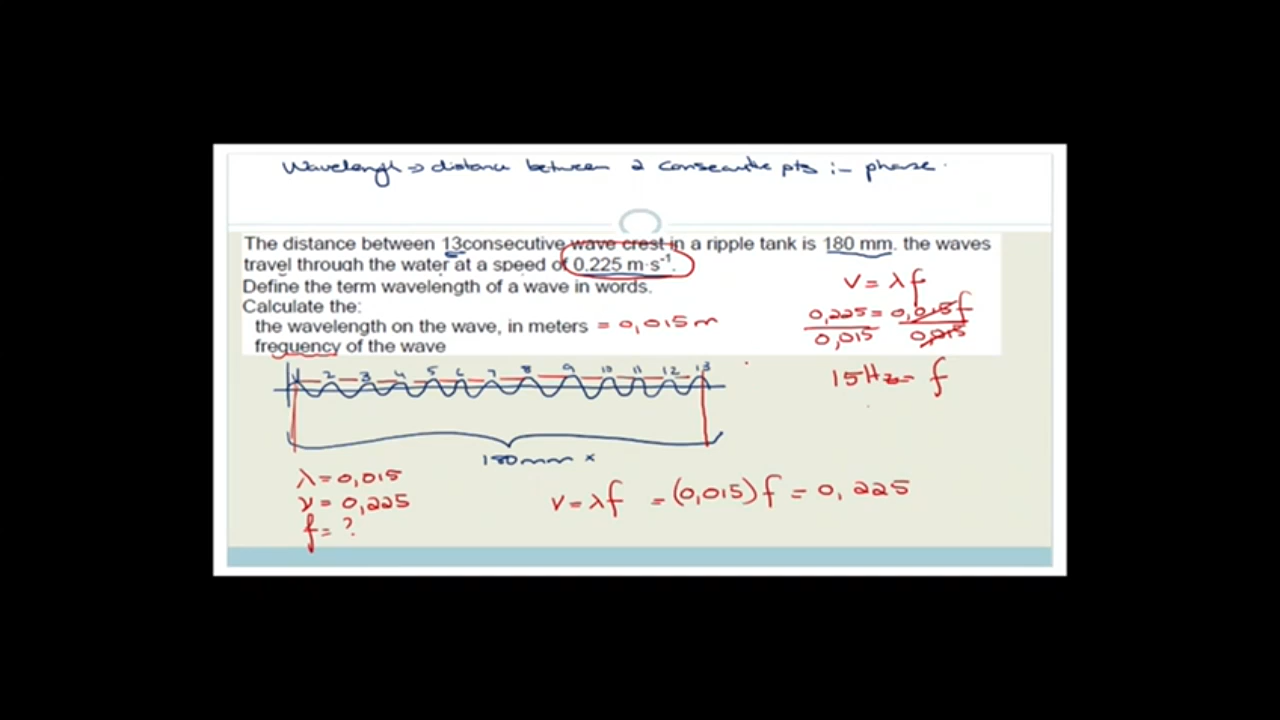 Wavelength → distance between 2 consecutive pts in phase.
The distance between 13consecutive wave crest in a ripple tank is 180 mm. the waves
travel through the water at a speed of 0.225 m·s⁻¹.
Define the term wavelength of a wave in words.
Calculate the:
the wavelength on the wave, in meters = 0,015m
frequency of the wave
v = λf
0,225 = 0,015f
0,015 0,015
15Hz = f
2 3 4 5 6 7 8 9 10 11 12 13
180mm x
λ = 0,015
v = 0,225
f = ?
v = λf = (0,015)f = 0,225